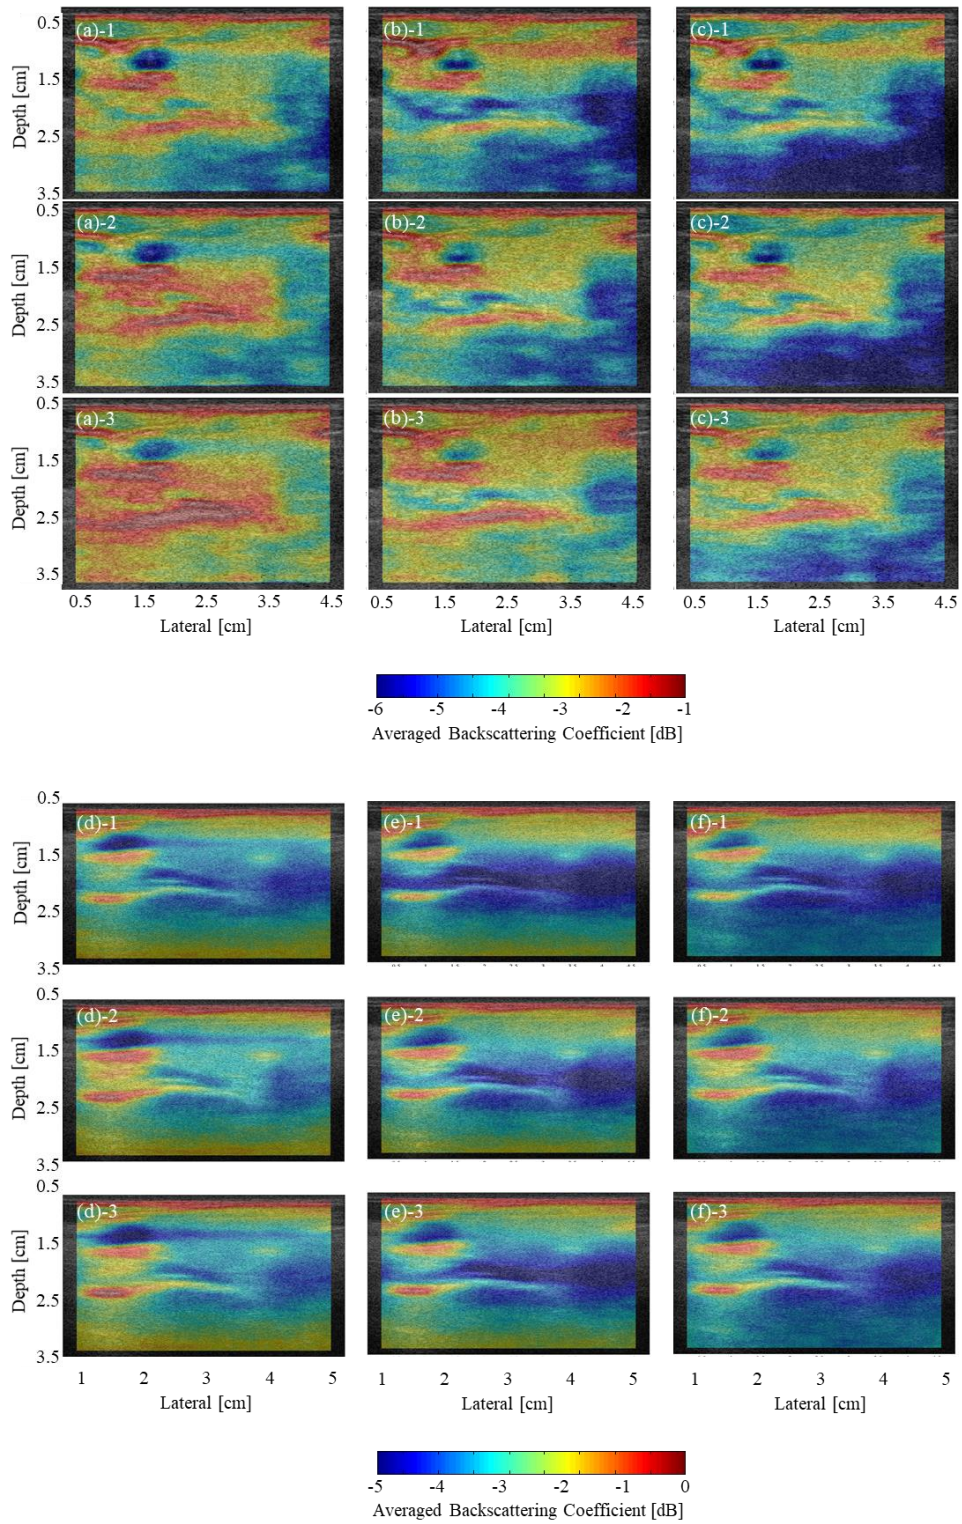 (a)-1 (b)-1 (c)-1
0.5
1.5
2.5
3.5
Depth [cm]
(a)-2 (b)-2 (c)-2
0.5
1.5
2.5
3.5
Depth [cm]
(a)-3 (b)-3 (c)-3
0.5
1.5
2.5
3.5
Depth [cm]
0.5 1.5 2.5 3.5 4.5 0.5 1.5 2.5 3.5 4.5 0.5 1.5 2.5 3.5 4.5
Lateral [cm] Lateral [cm] Lateral [cm]
-6 -5 -4 -3 -2 -1
Averaged Backscattering Coefficient [dB]
(d)-1 (e)-1 (f)-1
0.5
1.5
2.5
3.5
Depth [cm]
(d)-2 (e)-2 (f)-2
0.5
1.5
2.5
3.5
Depth [cm]
(d)-3 (e)-3 (f)-3
0.5
1.5
2.5
3.5
Depth [cm]
1 2 3 4 5 1 2 3 4 5 1 2 3 4 5
Lateral [cm] Lateral [cm] Lateral [cm]
-5 -4 -3 -2 -1 0
Averaged Backscattering Coefficient [dB]